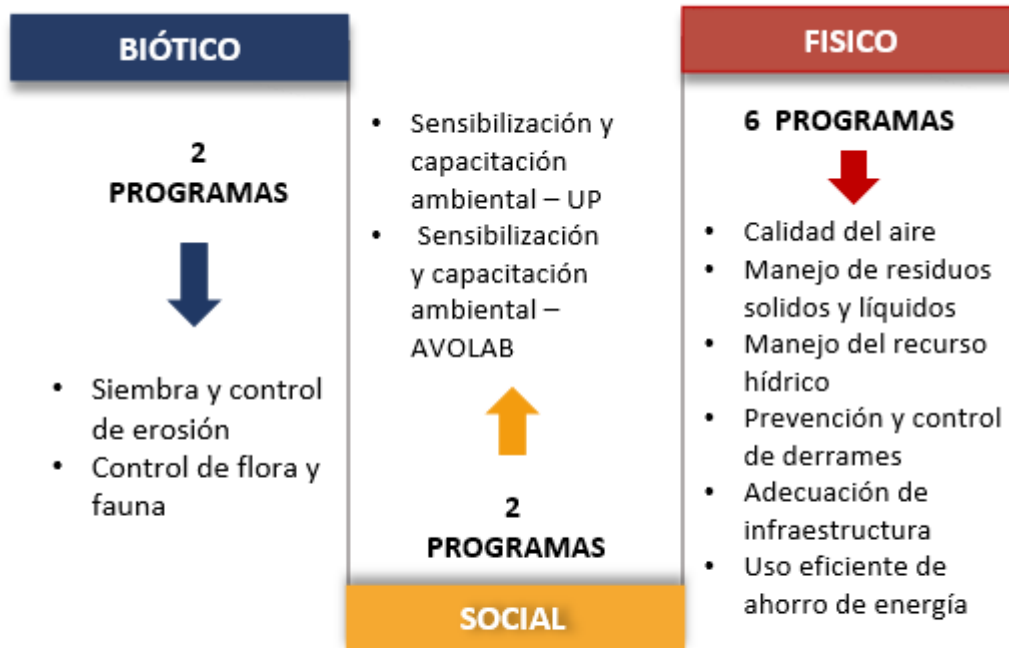 BIÓTICO
2
PROGRAMAS
• Siembra y control
de erosión
• Control de flora y
fauna
• Sensibilización y
capacitación
ambiental – UP
• Sensibilización
y capacitación
ambiental –
AVOLAB
2
PROGRAMAS
SOCIAL
FISICO
6 PROGRAMAS
• Calidad del aire
• Manejo de residuos
solidos y líquidos
• Manejo del recurso
hídrico
• Prevención y control
de derrames
• Adecuación de
infraestructura
• Uso eficiente de
ahorro de energía